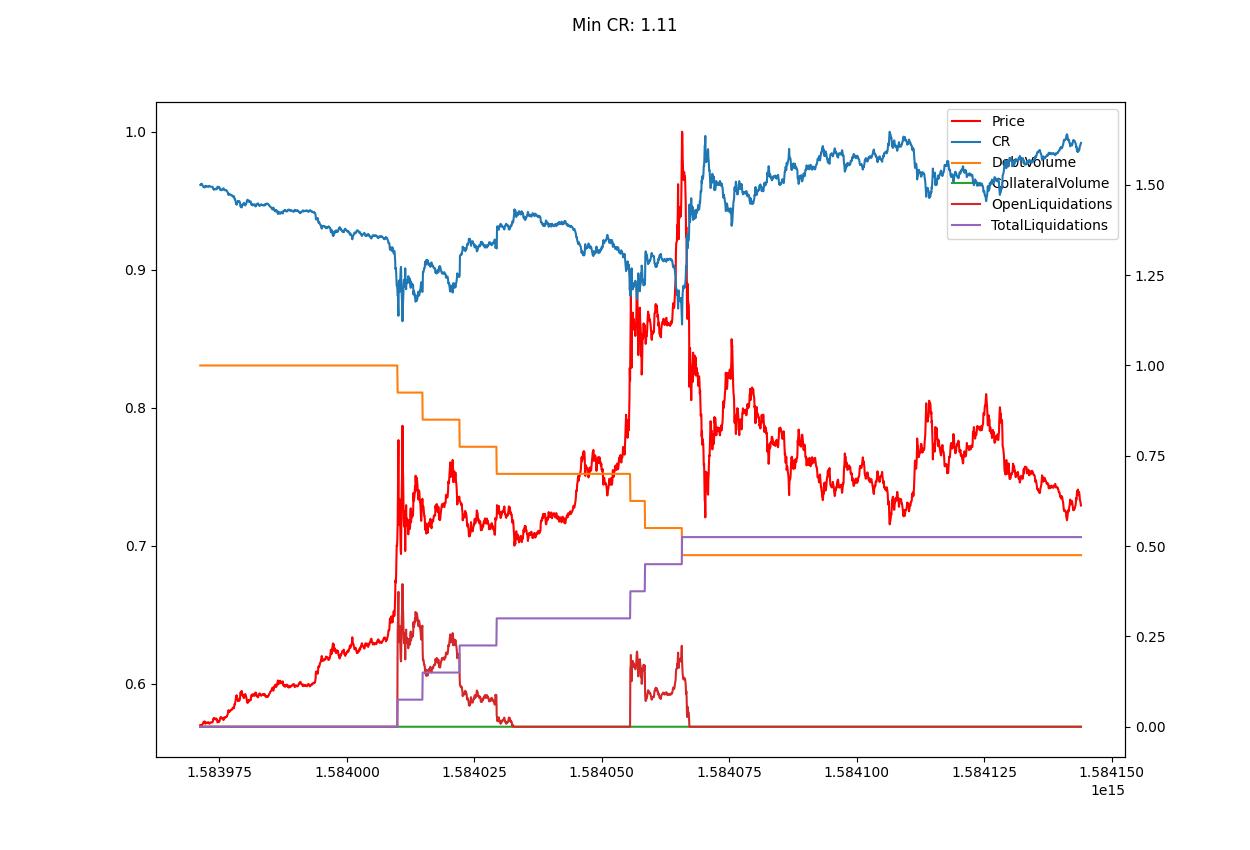 Min CR: 1.11
1.0
0.9
0.8
0.7
0.6
1.50
1.25
1.00
0.75
0.50
0.25
0.00
Price
CR
DebtVolume
CollateralVolume
OpenLiquidations
TotalLiquidations
1.583975 1.584000 1.584025 1.584050 1.584075 1.584100 1.584125 1.584150
1e15